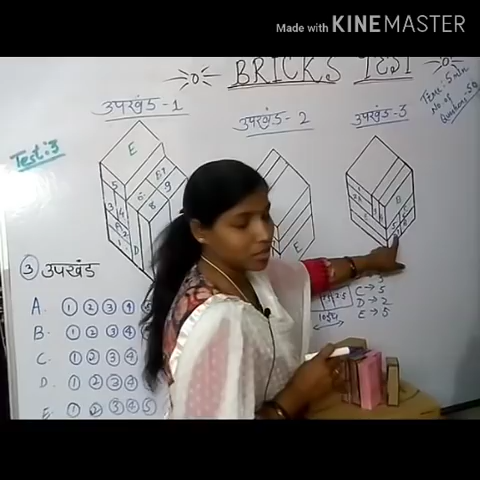 Made with KINEMASTER
BRICKS TEST
Time: 5 min
No of
Questions: 50
उपखंड-1
उपखंड-2
उपखंड-3
Test: 3
E
B
D
E
③ उपखंड
A. ① ② ③ ④
B. ① ② ③ ④
C. ① ② ③ ④
D. ① ② ③ ④
E. ① ② ③ ④ ⑤
C → 5
D → 2
E → 5